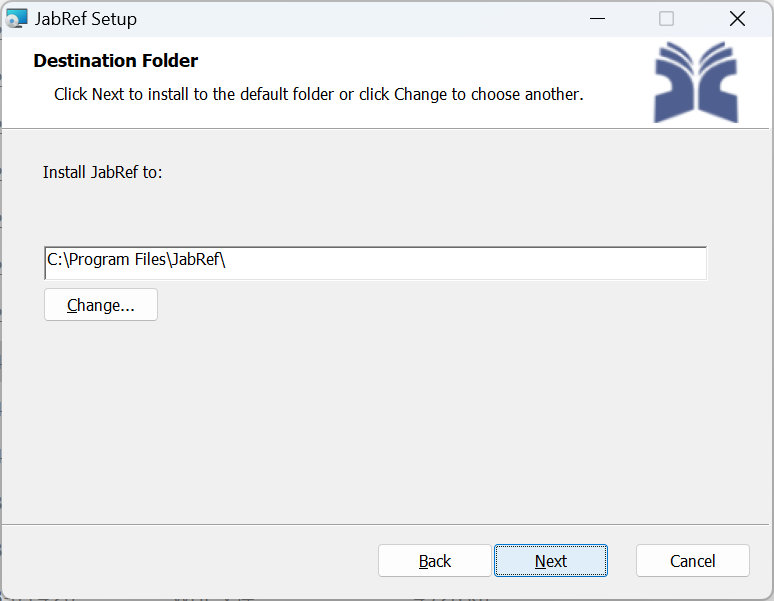 JabRef Setup
Destination Folder
Click Next to install to the default folder or click Change to choose another.
Install JabRef to:
C:\Program Files\JabRef\
Change...
Back Next Cancel